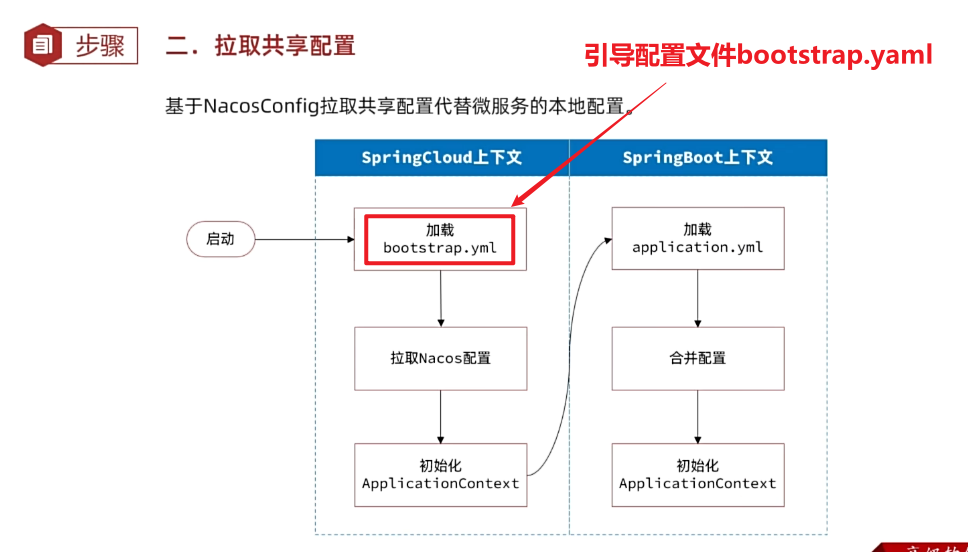 步骤
二. 拉取共享配置
引导配置文件bootstrap.yaml
基于NacosConfig拉取共享配置代替微服务的本地配置。
SpringCloud上下文
SpringBoot上下文
启动
加载
bootstrap.yml
加载
application.yml
拉取Nacos配置
合并配置
初始化
ApplicationContext
初始化
ApplicationContext